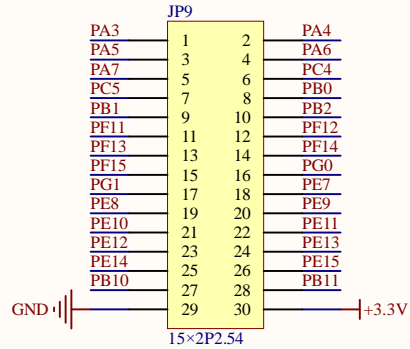 JP9
PA3 1 2 PA4
PA5 3 4 PA6
PA7 5 6 PC4
PC5 7 8 PB0
PB1 9 10 PB2
PF11 11 12 PF12
PF13 13 14 PF14
PF15 15 16 PG0
PG1 17 18 PE7
PE8 19 20 PE9
PE10 21 22 PE11
PE12 23 24 PE13
PE14 25 26 PE15
PB10 27 28 PB11
GND 29 30 +3.3V
15×2P2.54